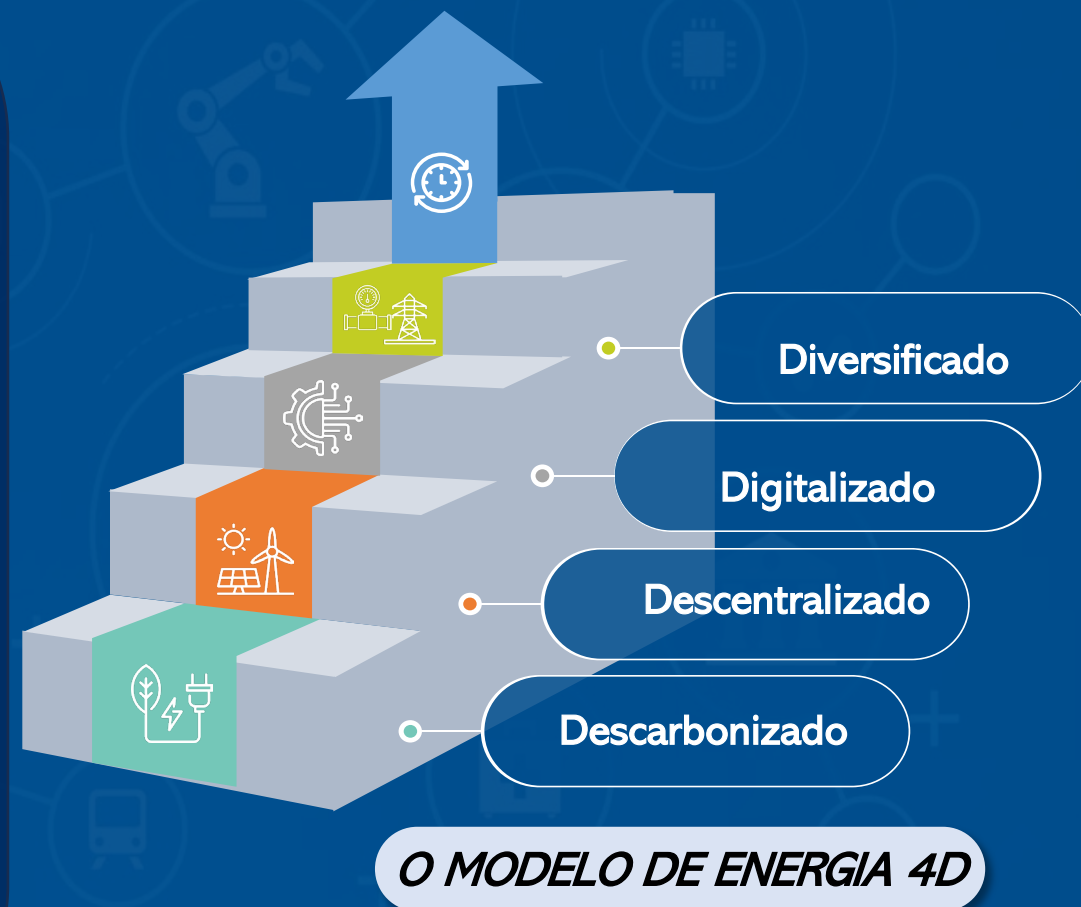 Diversificado
Digitalizado
Descentralizado
Descarbonizado
O MODELO DE ENERGIA 4D